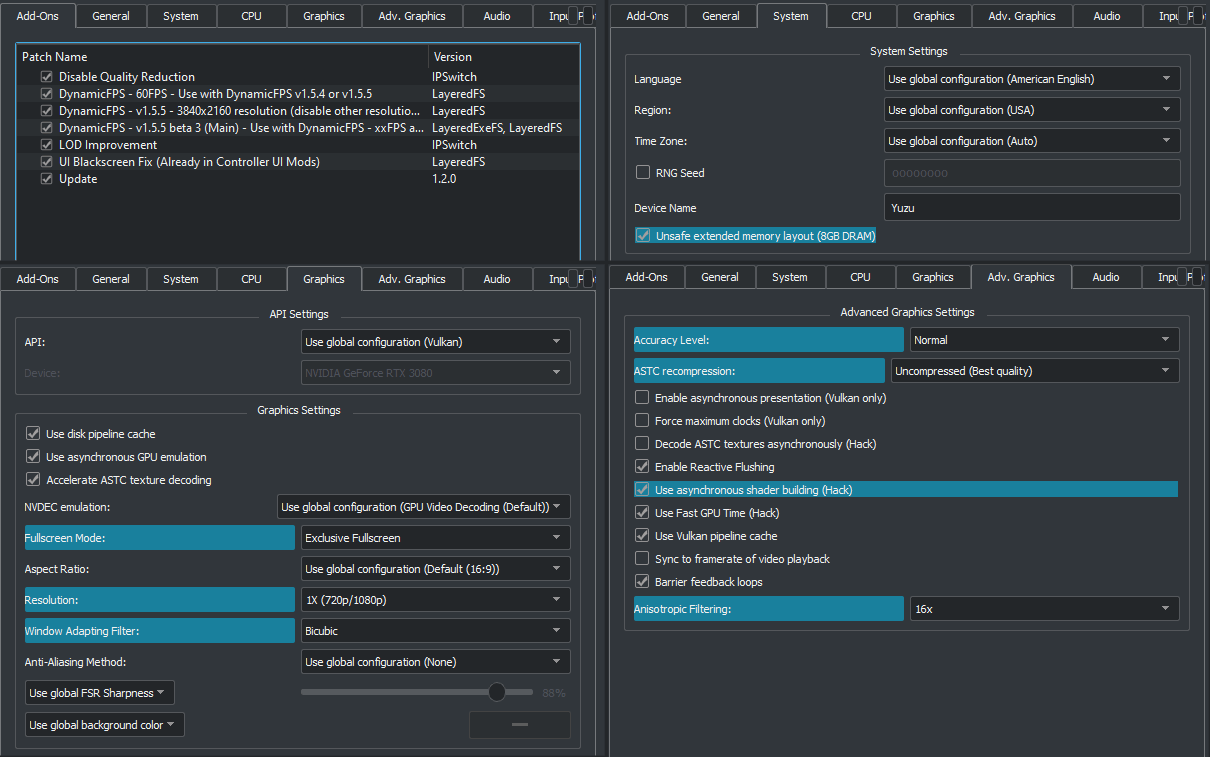 Add-Ons General System CPU Graphics Adv. Graphics Audio
Patch Name Version
Disable Quality Reduction IPSwitch
DynamicFPS - 60FPS - Use with DynamicFPS v1.5.4 or v1.5.5 LayeredFS
DynamicFPS - v1.5.5 - 3840x2160 resolution (disable other resolutio... LayeredFS
DynamicFPS - v1.5.5 beta 3 (Main) - Use with DynamicFPS - xxFPS a... LayeredExeFS, LayeredFS
LOD Improvement IPSwitch
UI Blackscreen Fix (Already in Controller UI Mods) LayeredFS
Update 1.2.0
Add-Ons General System CPU Graphics Adv. Graphics Audio
System Settings
Language Use global configuration (American English)
Region: Use global configuration (USA)
Time Zone: Use global configuration (Auto)
RNG Seed 00000000
Device Name Yuzu
Unsafe extended memory layout (8GB DRAM)
Add-Ons General System CPU Graphics Adv. Graphics Audio
API Settings
API: Use global configuration (Vulkan)
Device: NVIDIA GeForce RTX 3080
Graphics Settings
Use disk pipeline cache
Use asynchronous GPU emulation
Accelerate ASTC texture decoding
NVDEC emulation: Use global configuration (GPU Video Decoding (Default))
Fullscreen Mode: Exclusive Fullscreen
Aspect Ratio: Use global configuration (Default (16:9))
Resolution: 1X (720p/1080p)
Window Adapting Filter: Bicubic
Anti-Aliasing Method: Use global configuration (None)
Use global FSR Sharpness 88%
Use global background color
Add-Ons General System CPU Graphics Adv. Graphics Audio
Advanced Graphics Settings
Accuracy Level: Normal
ASTC recompression: Uncompressed (Best quality)
Enable asynchronous presentation (Vulkan only)
Force maximum clocks (Vulkan only)
Decode ASTC textures asynchronously (Hack)
Enable Reactive Flushing
Use asynchronous shader building (Hack)
Use Fast GPU Time (Hack)
Use Vulkan pipeline cache
Sync to framerate of video playback
Barrier feedback loops
Anisotropic Filtering: 16x